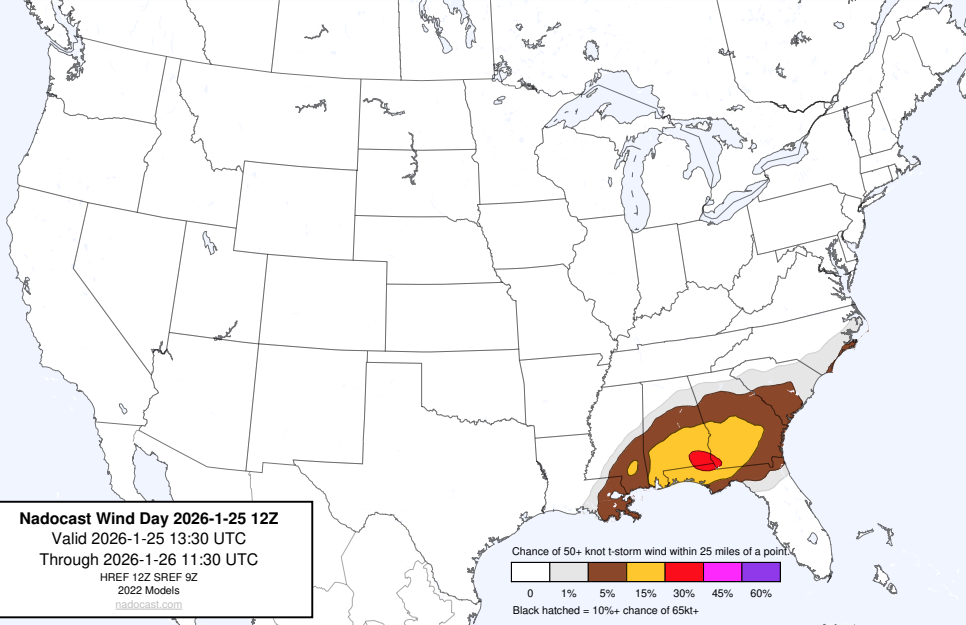 Nadocast Wind Day 2026-1-25 12Z
Valid 2026-1-25 13:30 UTC
Through 2026-1-26 11:30 UTC
HREF 12Z SREF 9Z
2022 Models
nadocast.com
Chance of 50+ knot t-storm wind within 25 miles of a point.
0 1% 5% 15% 30% 45% 60%
Black hatched = 10%+ chance of 65kt+